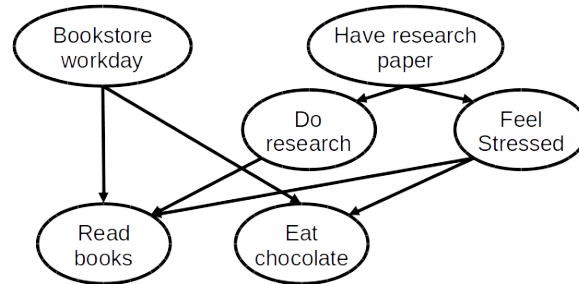 Bookstore
workday
Have research
paper
Do
research
Feel
Stressed
Read
books
Eat
chocolate